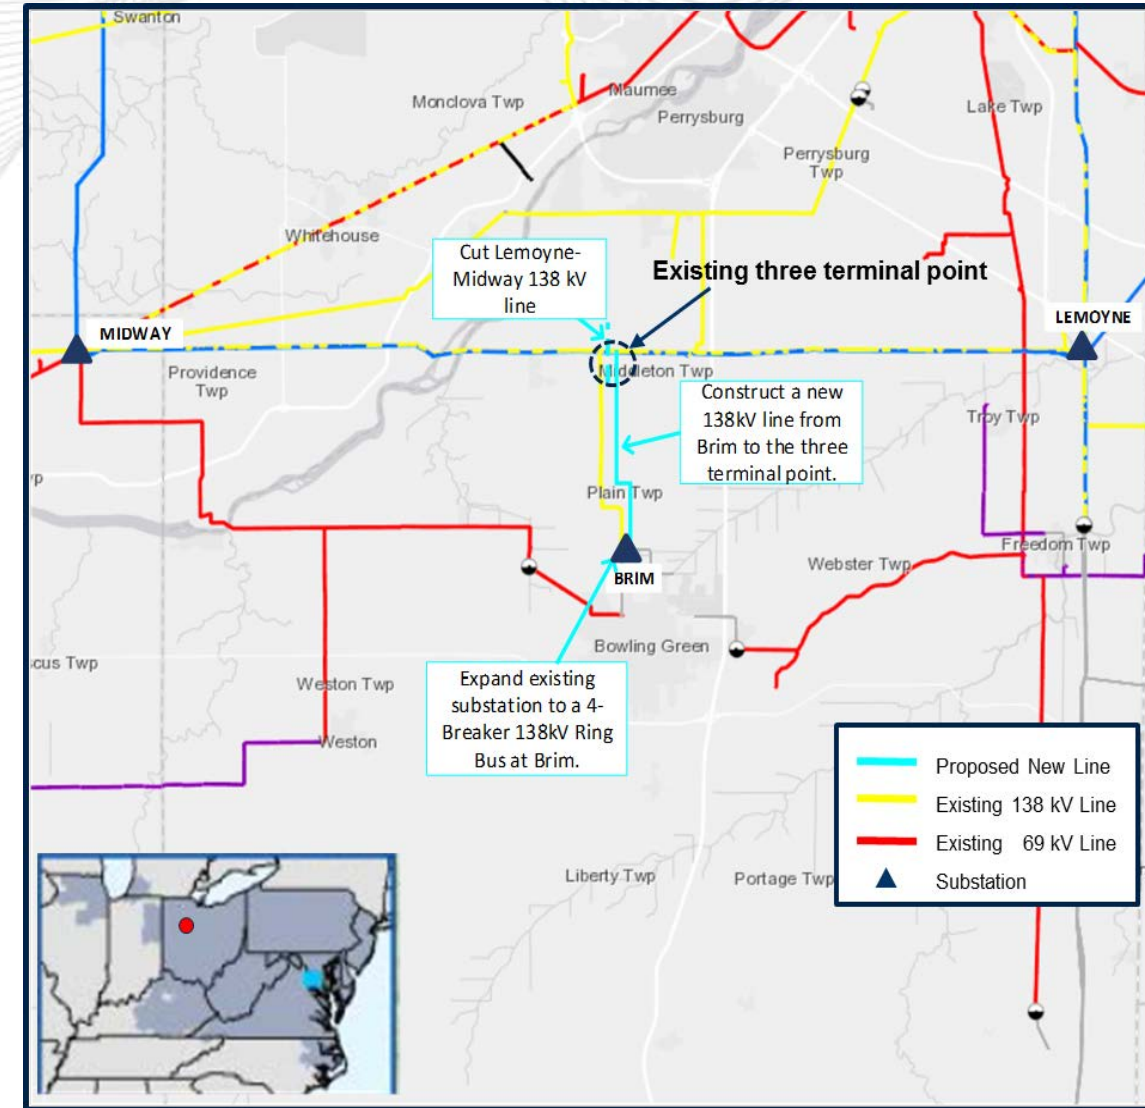 Swanton
Monclova Twp
Maumee
Perrysburg
Lake Twp
Perrysburg
Twp
Whitehouse
Cut Lemoyne-
Midway 138 kV
line
Existing three terminal point
MIDWAY
LEMOYNE
Providence
Twp
Middleton Twp
Construct a new
138kV line from
Brim to the three
terminal point.
Troy Twp
Plain Twp
Freedom Twp
Webster Twp
BRIM
Bowling Green
scus Twp
Weston Twp
Expand existing
substation to a 4-
Breaker 138kV Ring
Bus at Brim.
Weston
Proposed New Line
Existing 138 kV Line
Existing 69 kV Line
Substation
Liberty Twp
Portage Twp